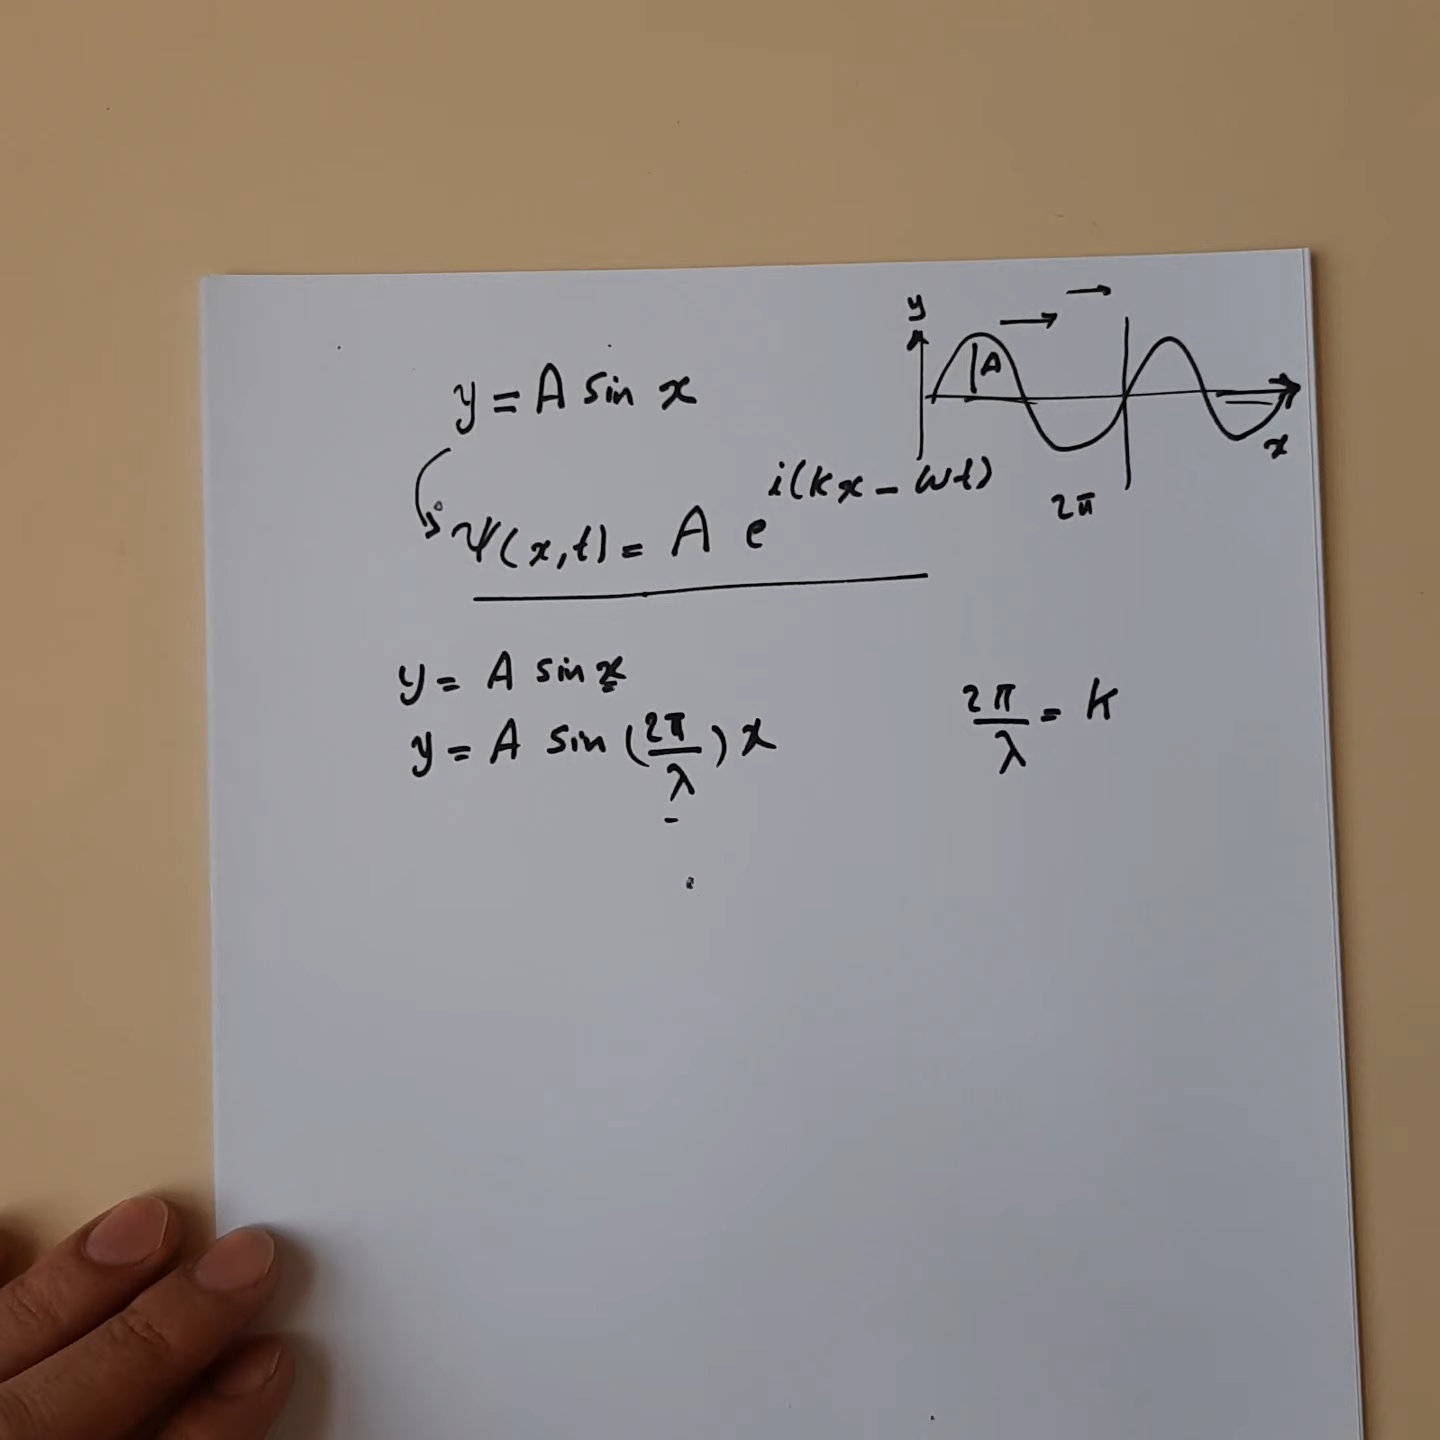 y = A sin x
ψ(x,t) = A e^{i(kx - ωt)}
y = A sin x
y = A sin (2π/λ) x
2π/λ = k
y
A
x
2π